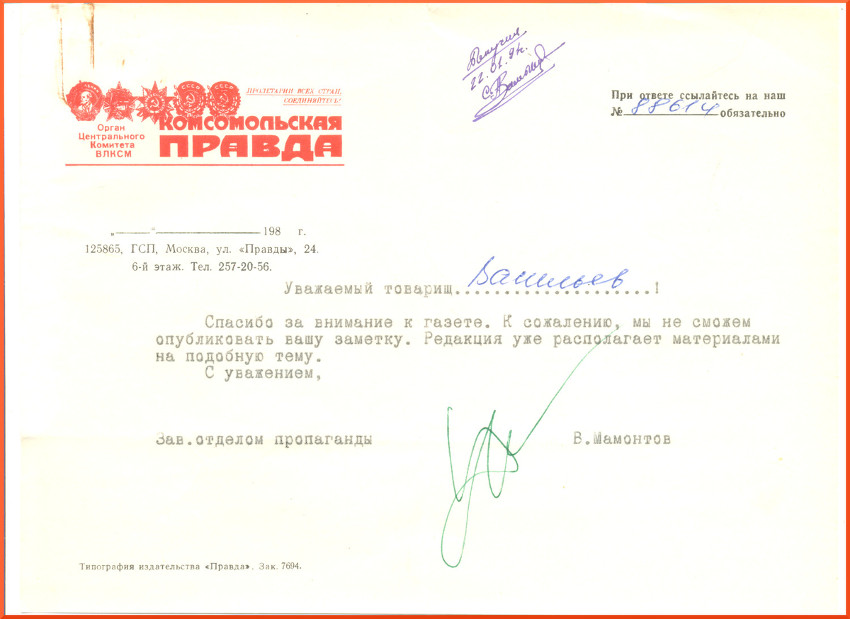 Получил
22.01.91г.
ПРОЛЕТАРИИ ВСЕХ СТРАН,
СОЕДИНЯЙТЕСЬ!
Орган
Центрального
Комитета
ВЛКСМ
КОМСОМОЛЬСКАЯ
ПРАВДА
При ответе ссылайтесь на наш
№ 88614 обязательно
„ “ 198 г.
125865, ГСП, Москва, ул. «Правды», 24.
6-й этаж. Тел. 257-20-56.
Уважаемый товарищ Васильев !
Спасибо за внимание к газете. К сожалению, мы не сможем
опубликовать вашу заметку. Редакция уже располагает материалами
на подобную тему.
С уважением,
Зав.отделом пропаганды В.Мамонтов
Типография издательства «Правда». Зак. 7694.